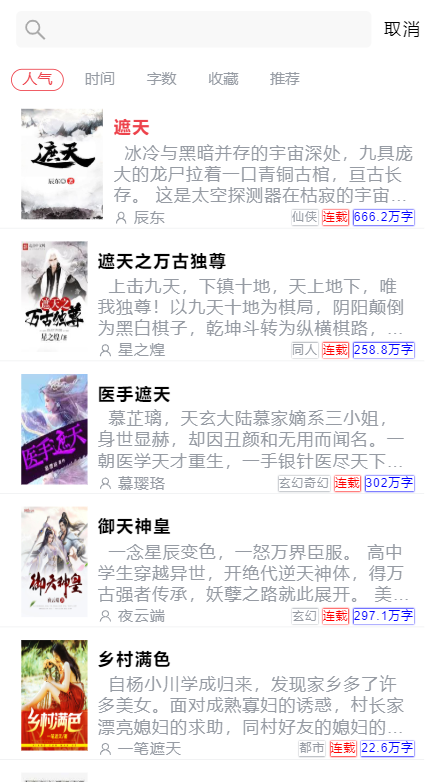 取消
人气 时间 字数 收藏 推荐
遮天
冰冷与黑暗并存的宇宙深处，九具庞
大的龙尸拉着一口青铜古棺，亘古长
存。 这是太空探测器在枯寂的宇宙…
辰东 仙侠 连载 666.2万字
遮天
辰东 著
遮天之万古独尊
上击九天，下镇十地，天上地下，唯
我独尊！以九天十地为棋局，阴阳颠倒
为黑白棋子，乾坤斗转为纵横棋路，…
星之煌 同人 连载 258.8万字
遮天之
万古独尊
星之煌/著
医手遮天
慕芷璃，天玄大陆慕家嫡系三小姐，
身世显赫，却因丑颜和无用而闻名。一
朝医学天才重生，一手银针医尽天下…
慕璎珞 玄幻奇幻 连载 302万字
医手遮天
御天神皇
一念星辰变色，一怒万界臣服。 高中
学生穿越异世，开绝代逆天神体，得万
古强者传承，妖孽之路就此展开。 美…
夜云端 玄幻 连载 297.1万字
御天神皇
乡村满色
自杨小川学成归来，发现家乡多了许
多美女。面对成熟寡妇的诱惑，村长家
漂亮媳妇的求助，同村好友的媳妇的…
一笔遮天 都市 连载 22.6万字
乡村满色
一笔遮天